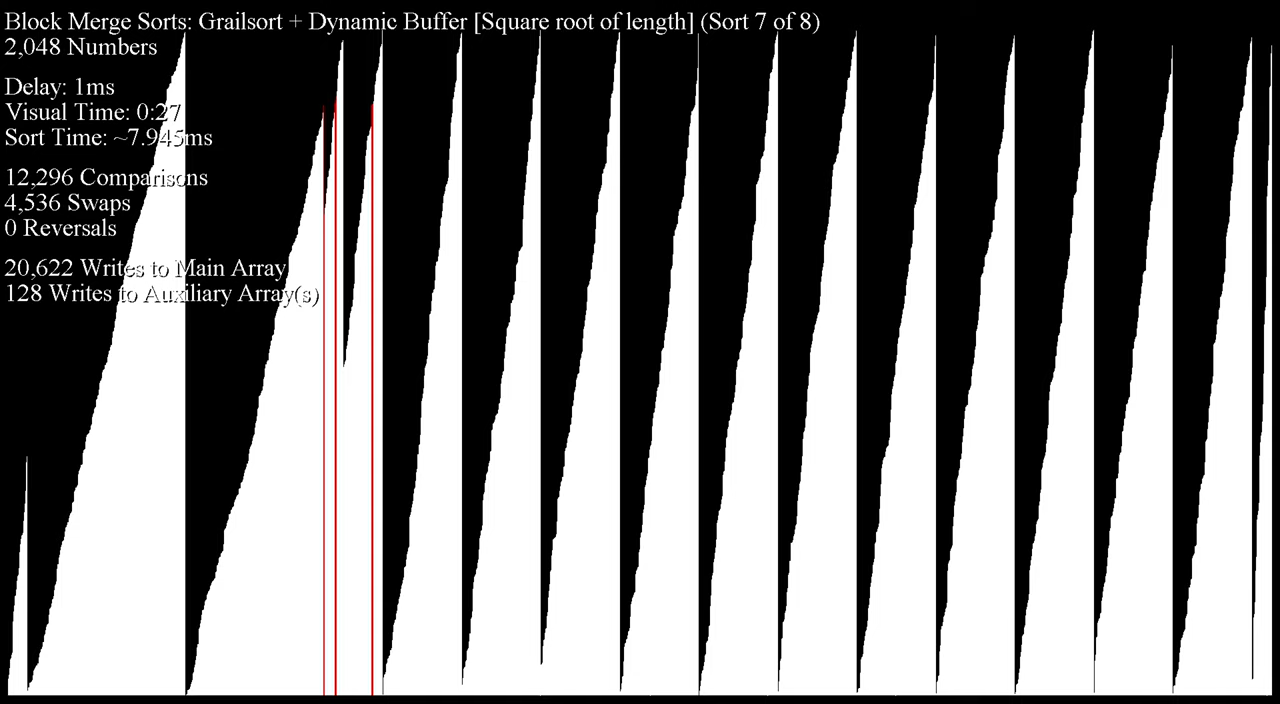 Block Merge Sorts: Grailsort + Dynamic Buffer [Square root of length] (Sort 7 of 8)
2,048 Numbers
Delay: 1ms
Visual Time: 0:27
Sort Time: ~7.945ms
12,296 Comparisons
4,536 Swaps
0 Reversals
20,622 Writes to Main Array
128 Writes to Auxiliary Array(s)